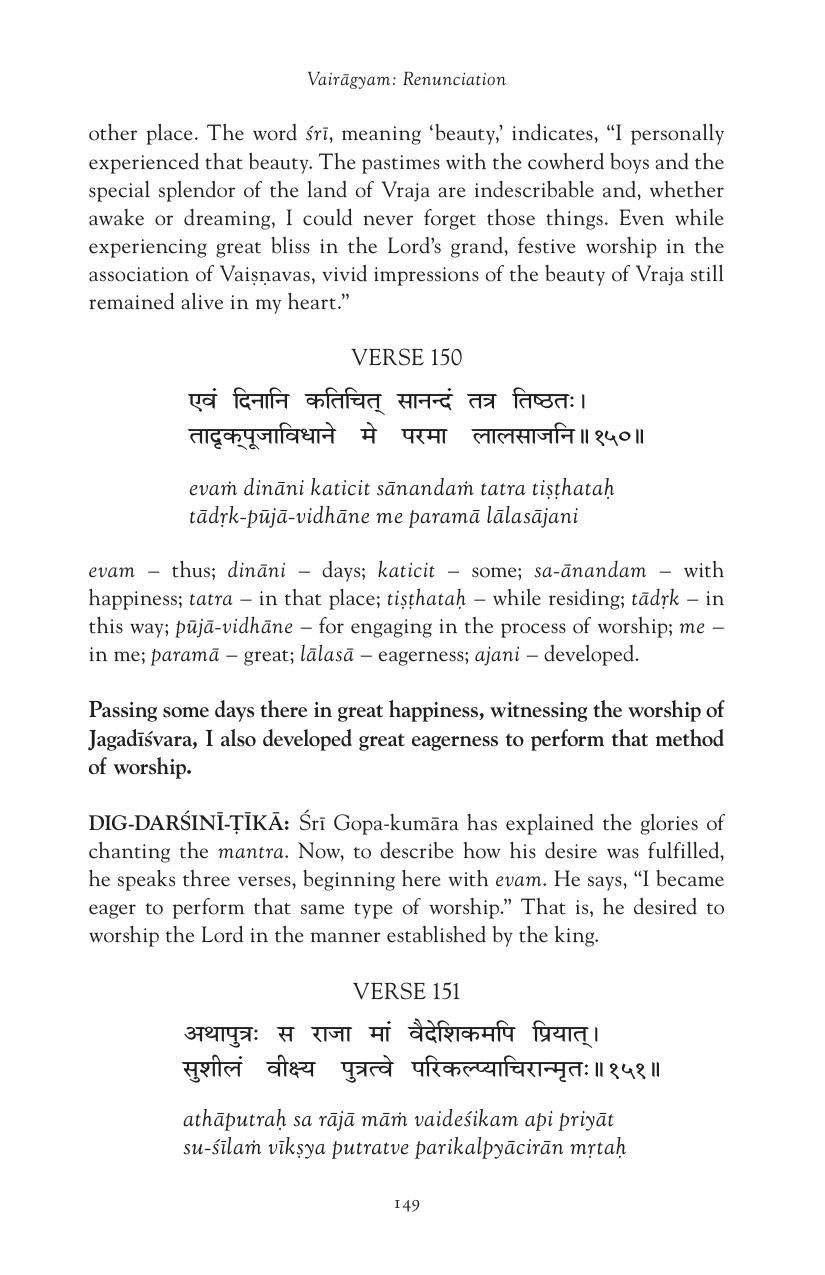 Vairāgyam: Renunciation
other place. The word śrī, meaning ‘beauty,’ indicates, “I personally
experienced that beauty. The pastimes with the cowherd boys and the
special splendor of the land of Vraja are indescribable and, whether
awake or dreaming, I could never forget those things. Even while
experiencing great bliss in the Lord’s grand, festive worship in the
association of Vaiṣṇavas, vivid impressions of the beauty of Vraja still
remained alive in my heart.”
VERSE 150
एवं दिनानि कतिचित् सानन्दं तत्र तिष्ठतः।
तादृक्पूजाविधाने मे परमा लालसाजनि॥१५०॥
evaṁ dināni katicit sānandaṁ tatra tiṣṭhataḥ
tādṛk-pūjā-vidhāne me paramā lālasājani
evam – thus; dināni – days; katicit – some; sa-ānandam – with
happiness; tatra – in that place; tiṣṭhataḥ – while residing; tādṛk – in
this way; pūjā-vidhāne – for engaging in the process of worship; me –
in me; paramā – great; lālasā – eagerness; ajani – developed.
Passing some days there in great happiness, witnessing the worship of
Jagadīśvara, I also developed great eagerness to perform that method
of worship.
DIG-DARŚINĪ-ṬĪKĀ: Śrī Gopa-kumāra has explained the glories of
chanting the mantra. Now, to describe how his desire was fulfilled,
he speaks three verses, beginning here with evam. He says, “I became
eager to perform that same type of worship.” That is, he desired to
worship the Lord in the manner established by the king.
VERSE 151
अथापुत्रः स राजा मां वैदेशिकमपि प्रियात्।
सुशीलं वीक्ष्य पुत्रत्वे परिकल्प्याचिरान्मृतः॥१५१॥
athāputraḥ sa rājā māṁ vaideśikam api priyāt
su-śīlaṁ vīkṣya putratve parikalpyācirān mṛtaḥ
149